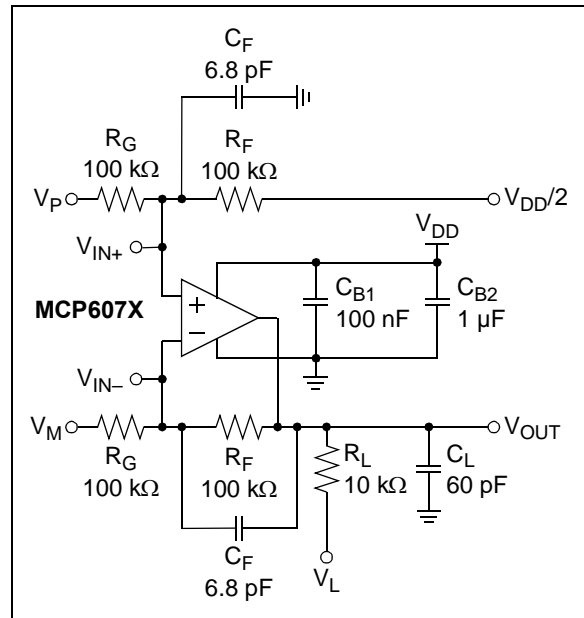 C_F
6.8 pF
R_G
100 kΩ
R_F
100 kΩ
V_P
V_DD/2
V_IN+
V_DD
MCP607X
C_B1
100 nF
C_B2
1 µF
V_IN–
V_M
V_OUT
R_G
100 kΩ
R_F
100 kΩ
R_L
10 kΩ
C_L
60 pF
C_F
6.8 pF
V_L